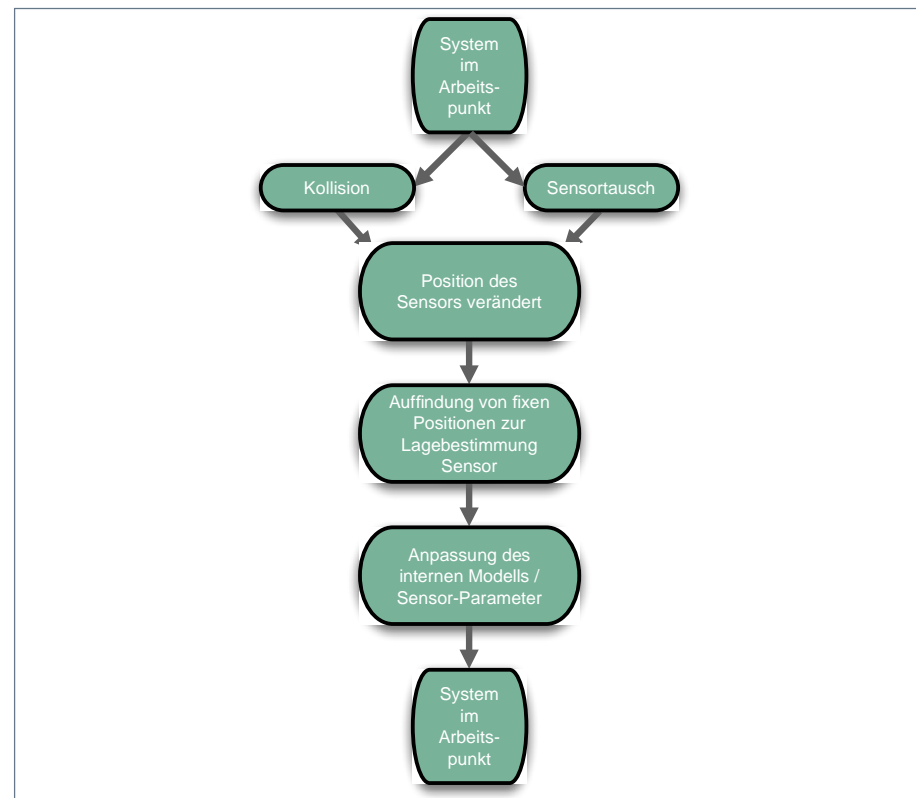 System
im
Arbeits-
punkt
Kollision
Sensortausch
Position des
Sensors verändert
Auffindung von fixen
Positionen zur
Lagebestimmung
Sensor
Anpassung des
internen Modells /
Sensor-Parameter
System
im
Arbeits-
punkt